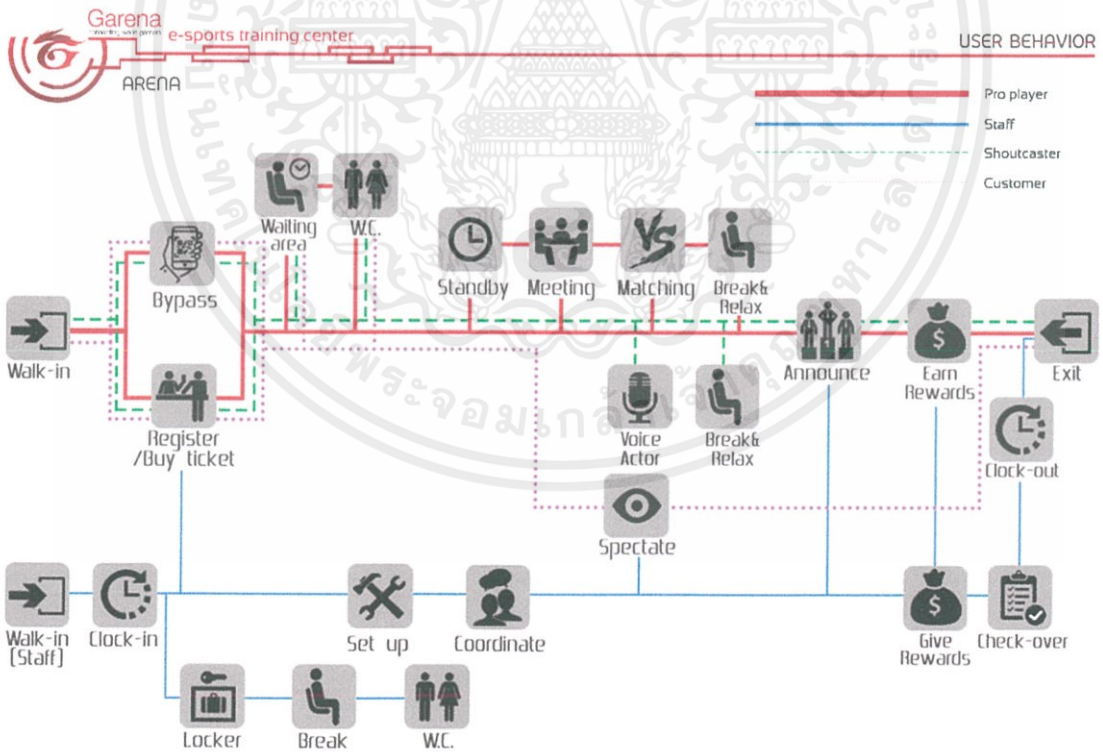 Garena
e-sports training center
ARENA
USER BEHAVIOR
Pro player
Staff
Shoutcaster
Customer
Waiting
area
W.C.
Bypass
Standby
Meeting
Matching
Break&
Relax
VS
Walk-in
Register
/Buy ticket
Voice
Actor
Break&
Relax
Announce
$
Earn
Rewards
Exit
Clock-out
Spectate
Walk-in
(Staff)
Clock-in
Set up
Coordinate
$
Give
Rewards
Check-over
Locker
Break
W.C.